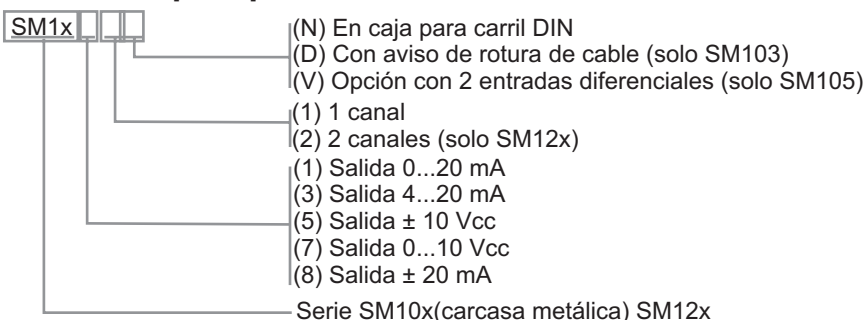 SM1x
(N) En caja para carril DIN
(D) Con aviso de rotura de cable (solo SM103)
(V) Opción con 2 entradas diferenciales (solo SM105)
(1) 1 canal
(2) 2 canales (solo SM12x)
(1) Salida 0...20 mA
(3) Salida 4...20 mA
(5) Salida ± 10 Vcc
(7) Salida 0...10 Vcc
(8) Salida ± 20 mA
Serie SM10x(carcasa metálica) SM12x